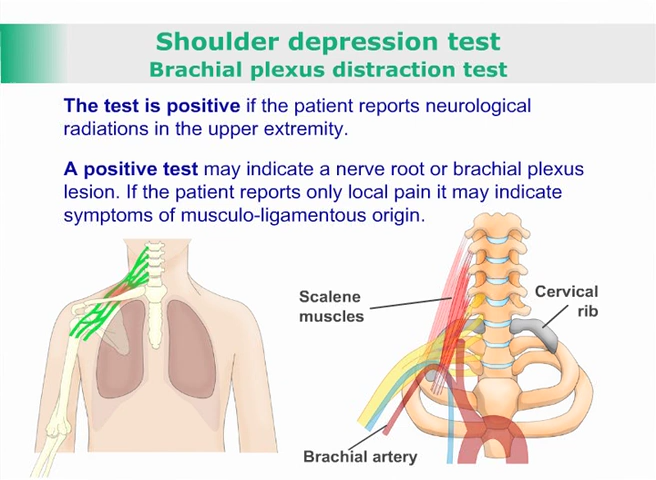 Shoulder depression test
Brachial plexus distraction test
The test is positive if the patient reports neurological
radiations in the upper extremity.
A positive test may indicate a nerve root or brachial plexus
lesion. If the patient reports only local pain it may indicate
symptoms of musculo-ligamentous origin.
Scalene
muscles
Cervical
rib
Brachial artery